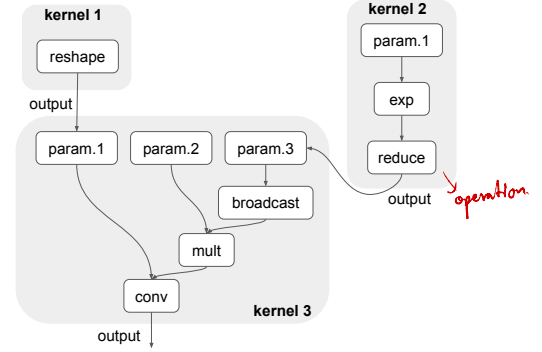 kernel 1
reshape
output
kernel 2
param.1
exp
reduce
output
operation
param.1
param.2
param.3
broadcast
mult
conv
kernel 3
output